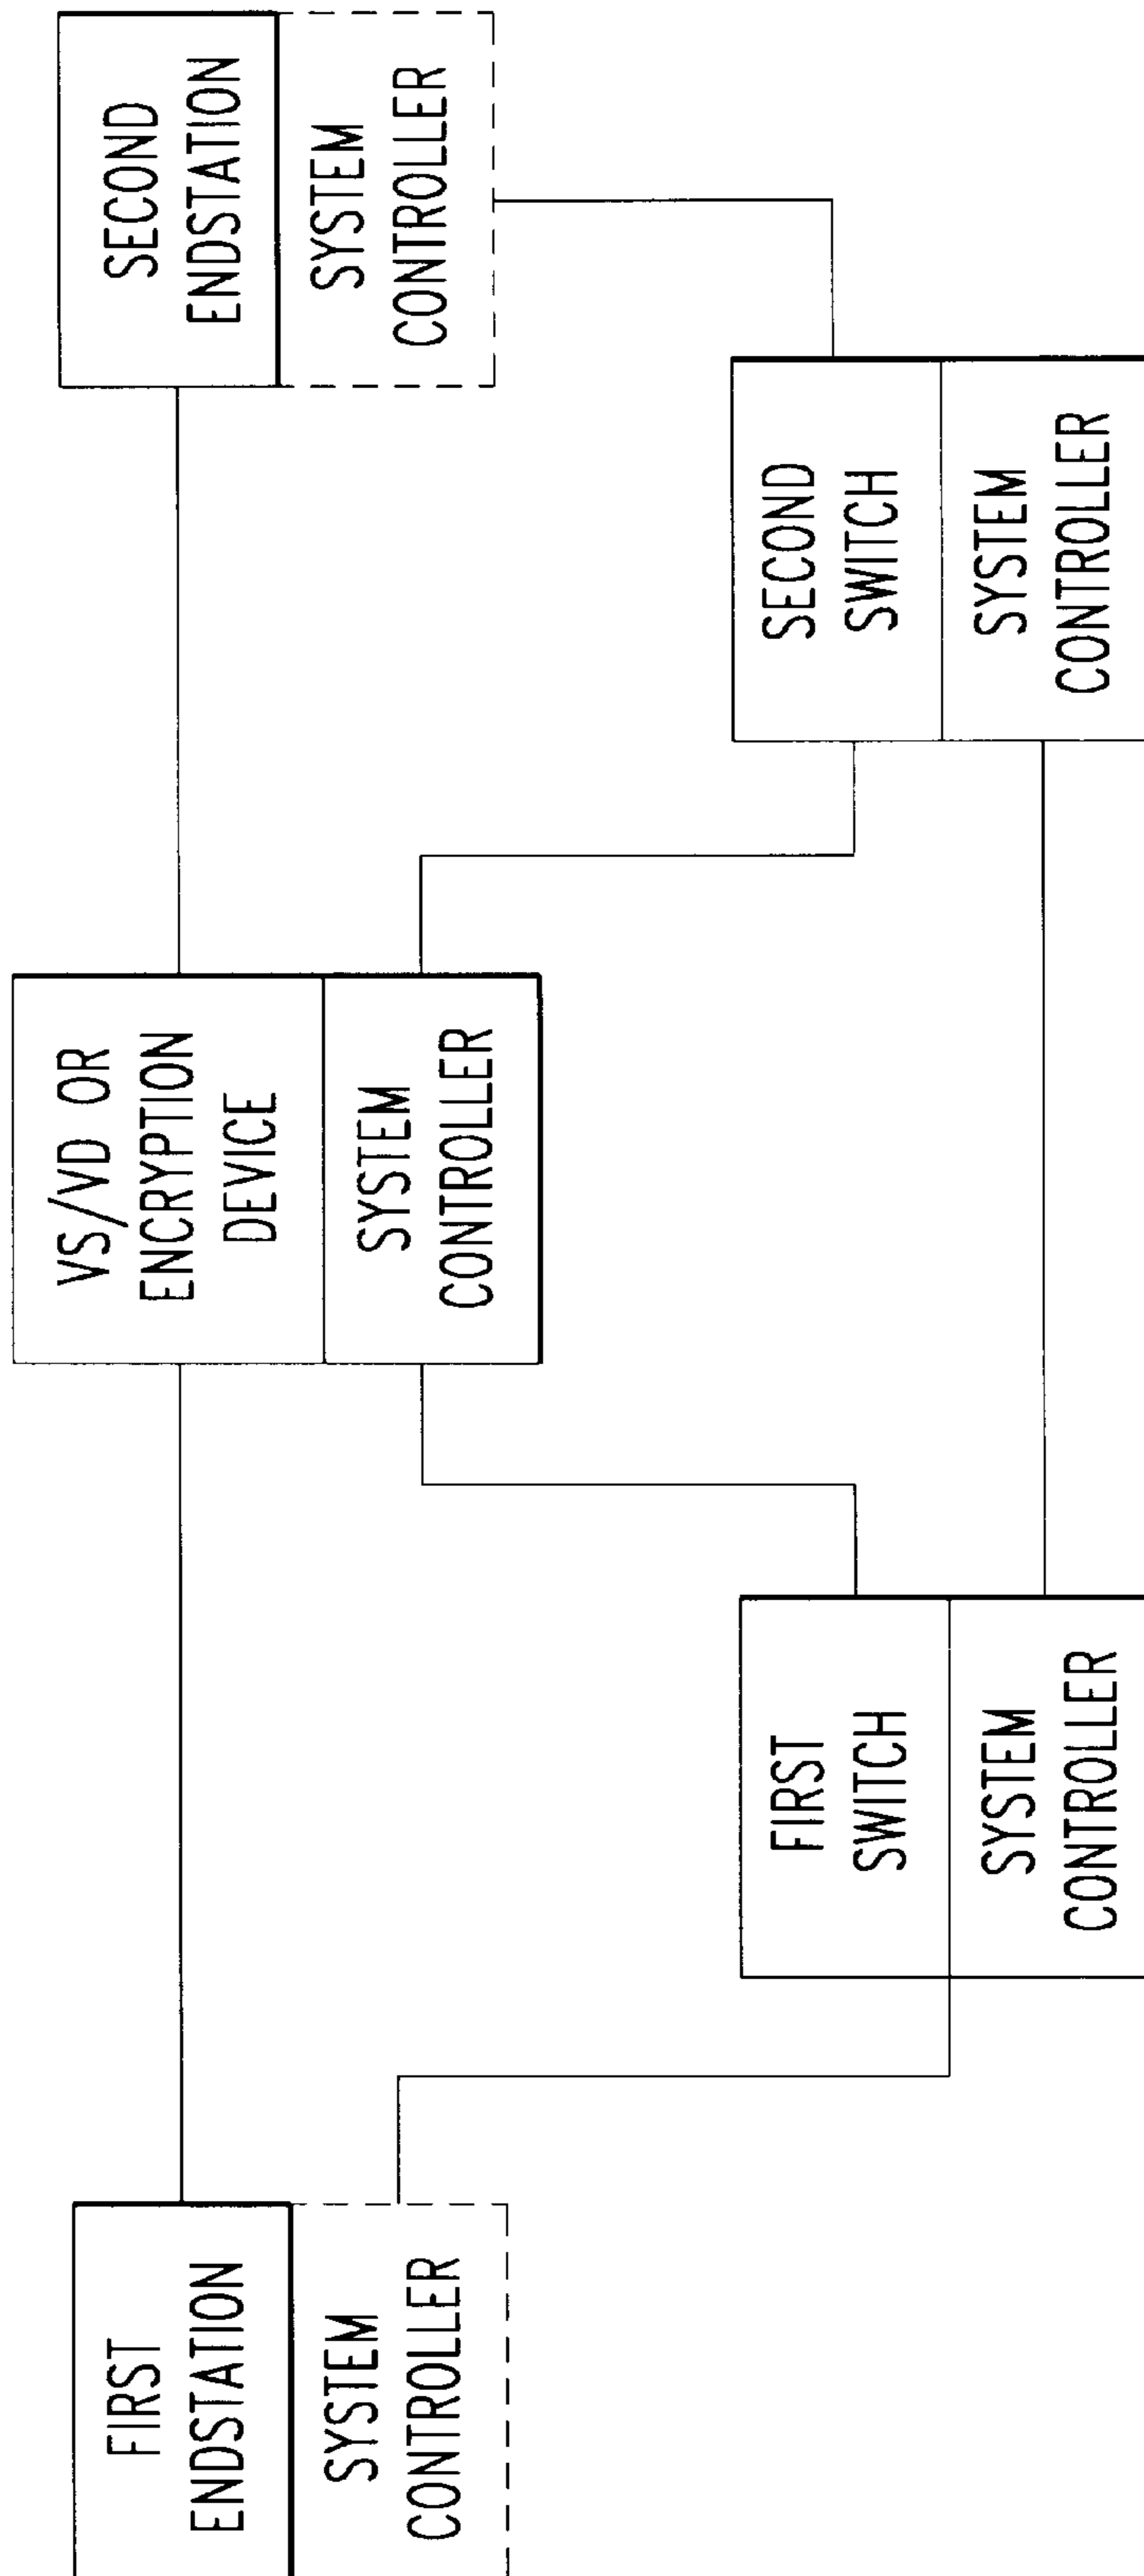 FIRST
ENDSTATION
SYSTEM
CONTROLLER
VS/VD OR
ENCRYPTION
DEVICE
SYSTEM
CONTROLLER
SECOND
ENDSTATION
SYSTEM
CONTROLLER
FIRST
SWITCH
SYSTEM
CONTROLLER
SECOND
SWITCH
SYSTEM
CONTROLLER